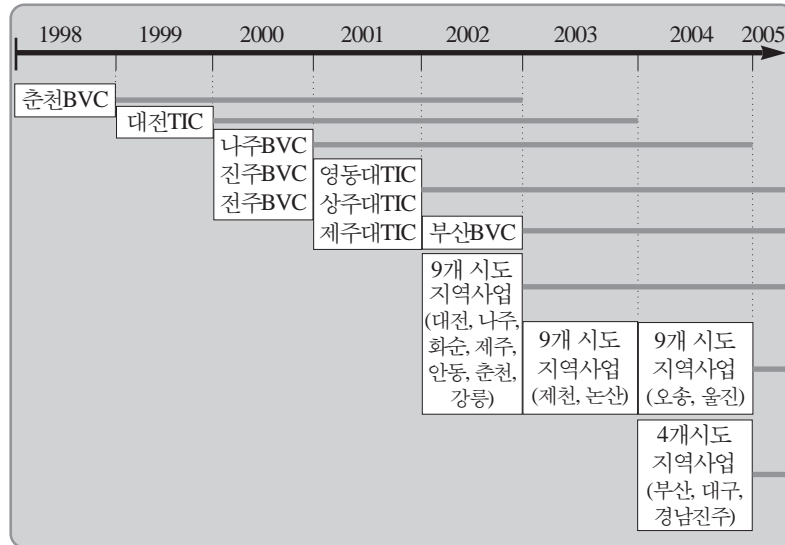 1998 1999 2000 2001 2002 2003 2004 2005
춘천BVC
대전TIC
나주BVC
진주BVC
전주BVC
영동대TIC
상주대TIC
제주대TIC
부산BVC
9개 시도
지역사업
(대전, 나주,
화순, 제주,
안동, 춘천,
강릉)
9개 시도
지역사업
(제천, 논산)
9개 시도
지역사업
(오송, 울진)
4개시도
지역사업
(부산, 대구,
경남진주)